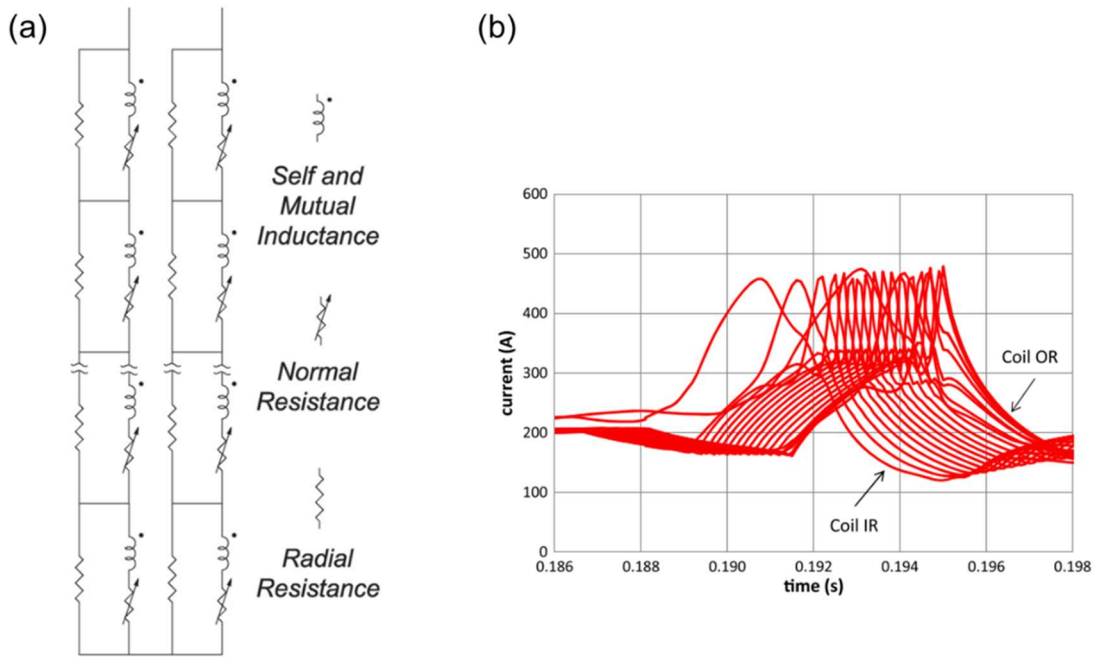 (a)
Self and
Mutual
Inductance
Normal
Resistance
Radial
Resistance
(b)
600
500
400
300
200
100
0
current (A)
Coil OR
Coil IR
0.186 0.188 0.190 0.192 0.194 0.196 0.198
time (s)